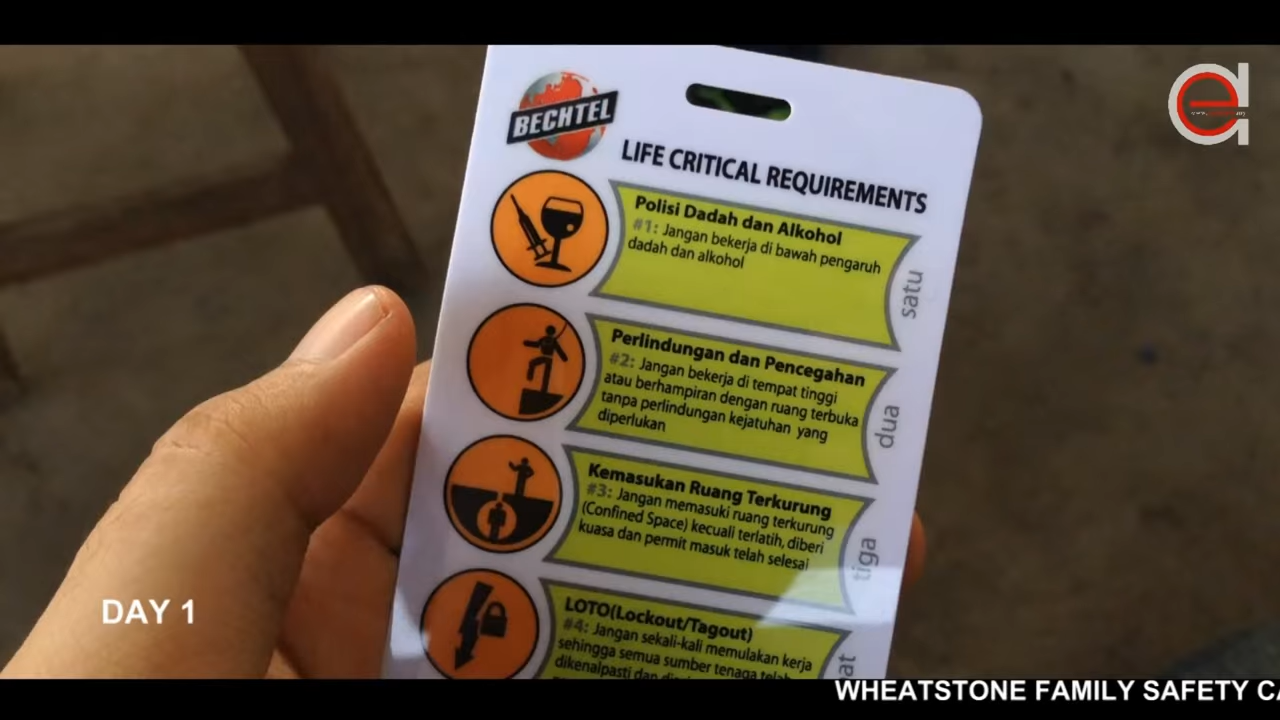 BECHTEL
LIFE CRITICAL REQUIREMENTS
Polisi Dadah dan Alkohol
#1: Jangan bekerja di bawah pengaruh
dadah dan alkohol
satu
Perlindungan dan Pencegahan
#2: Jangan bekerja di tempat tinggi
atau berhampiran dengan ruang terbuka
tanpa perlindungan kejatuhan yang
diperlukan
dua
Kemasukan Ruang Terkurung
#3: Jangan memasuki ruang terkurung
(Confined Space) kecuali terlatih, diberi
kuasa dan permit masuk telah selesai
tiga
LOTO(Lockout/Tagout)
#4: Jangan sekali-kali memulakan kerja
sehingga semua sumber tenaga telah
dikenalpasti dan
at
DAY 1
WHEATSTONE FAMILY SAFETY CA